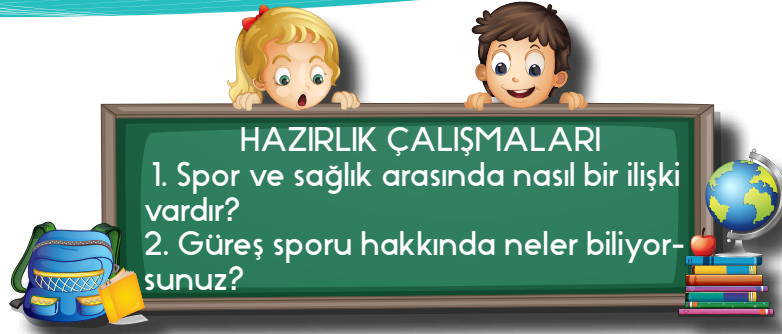 HAZIRLIK ÇALIŞMALARI
1. Spor ve sağlık arasında nasıl bir ilişki
vardır?
2. Güreş sporu hakkında neler biliyor-
sunuz?